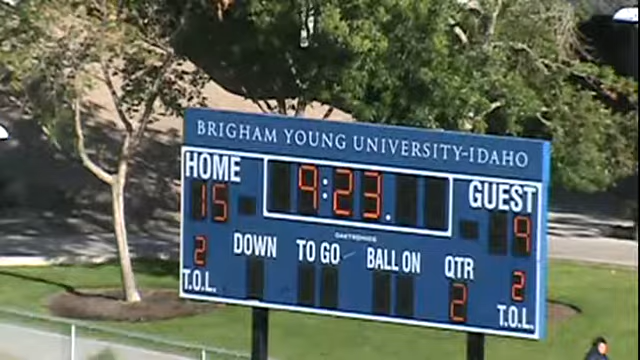 BRIGHAM YOUNG UNIVERSITY-IDAHO
HOME 9:23. GUEST
15 9
DAKTRONICS
2 DOWN TO GO BALL ON QTR 2
T.O.L. 2 T.O.L.